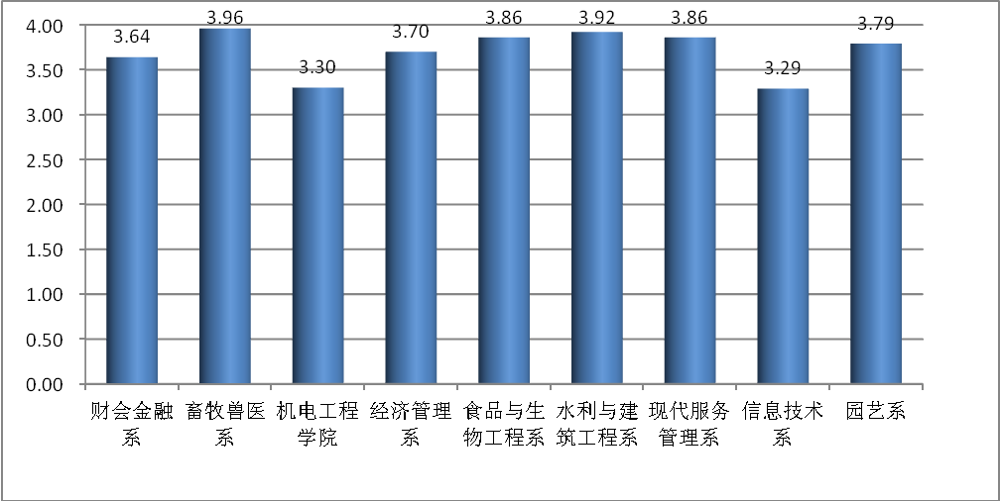 4.00
3.50
3.00
2.50
2.00
1.50
1.00
0.50
0.00
3.64
3.96
3.30
3.70
3.86
3.92
3.86
3.29
3.79
财会金融
系
畜牧兽医
系
机电工程
学院
经济管理
系
食品与生
物工程系
水利与建
筑工程系
现代服务
管理系
信息技术
系
园艺系